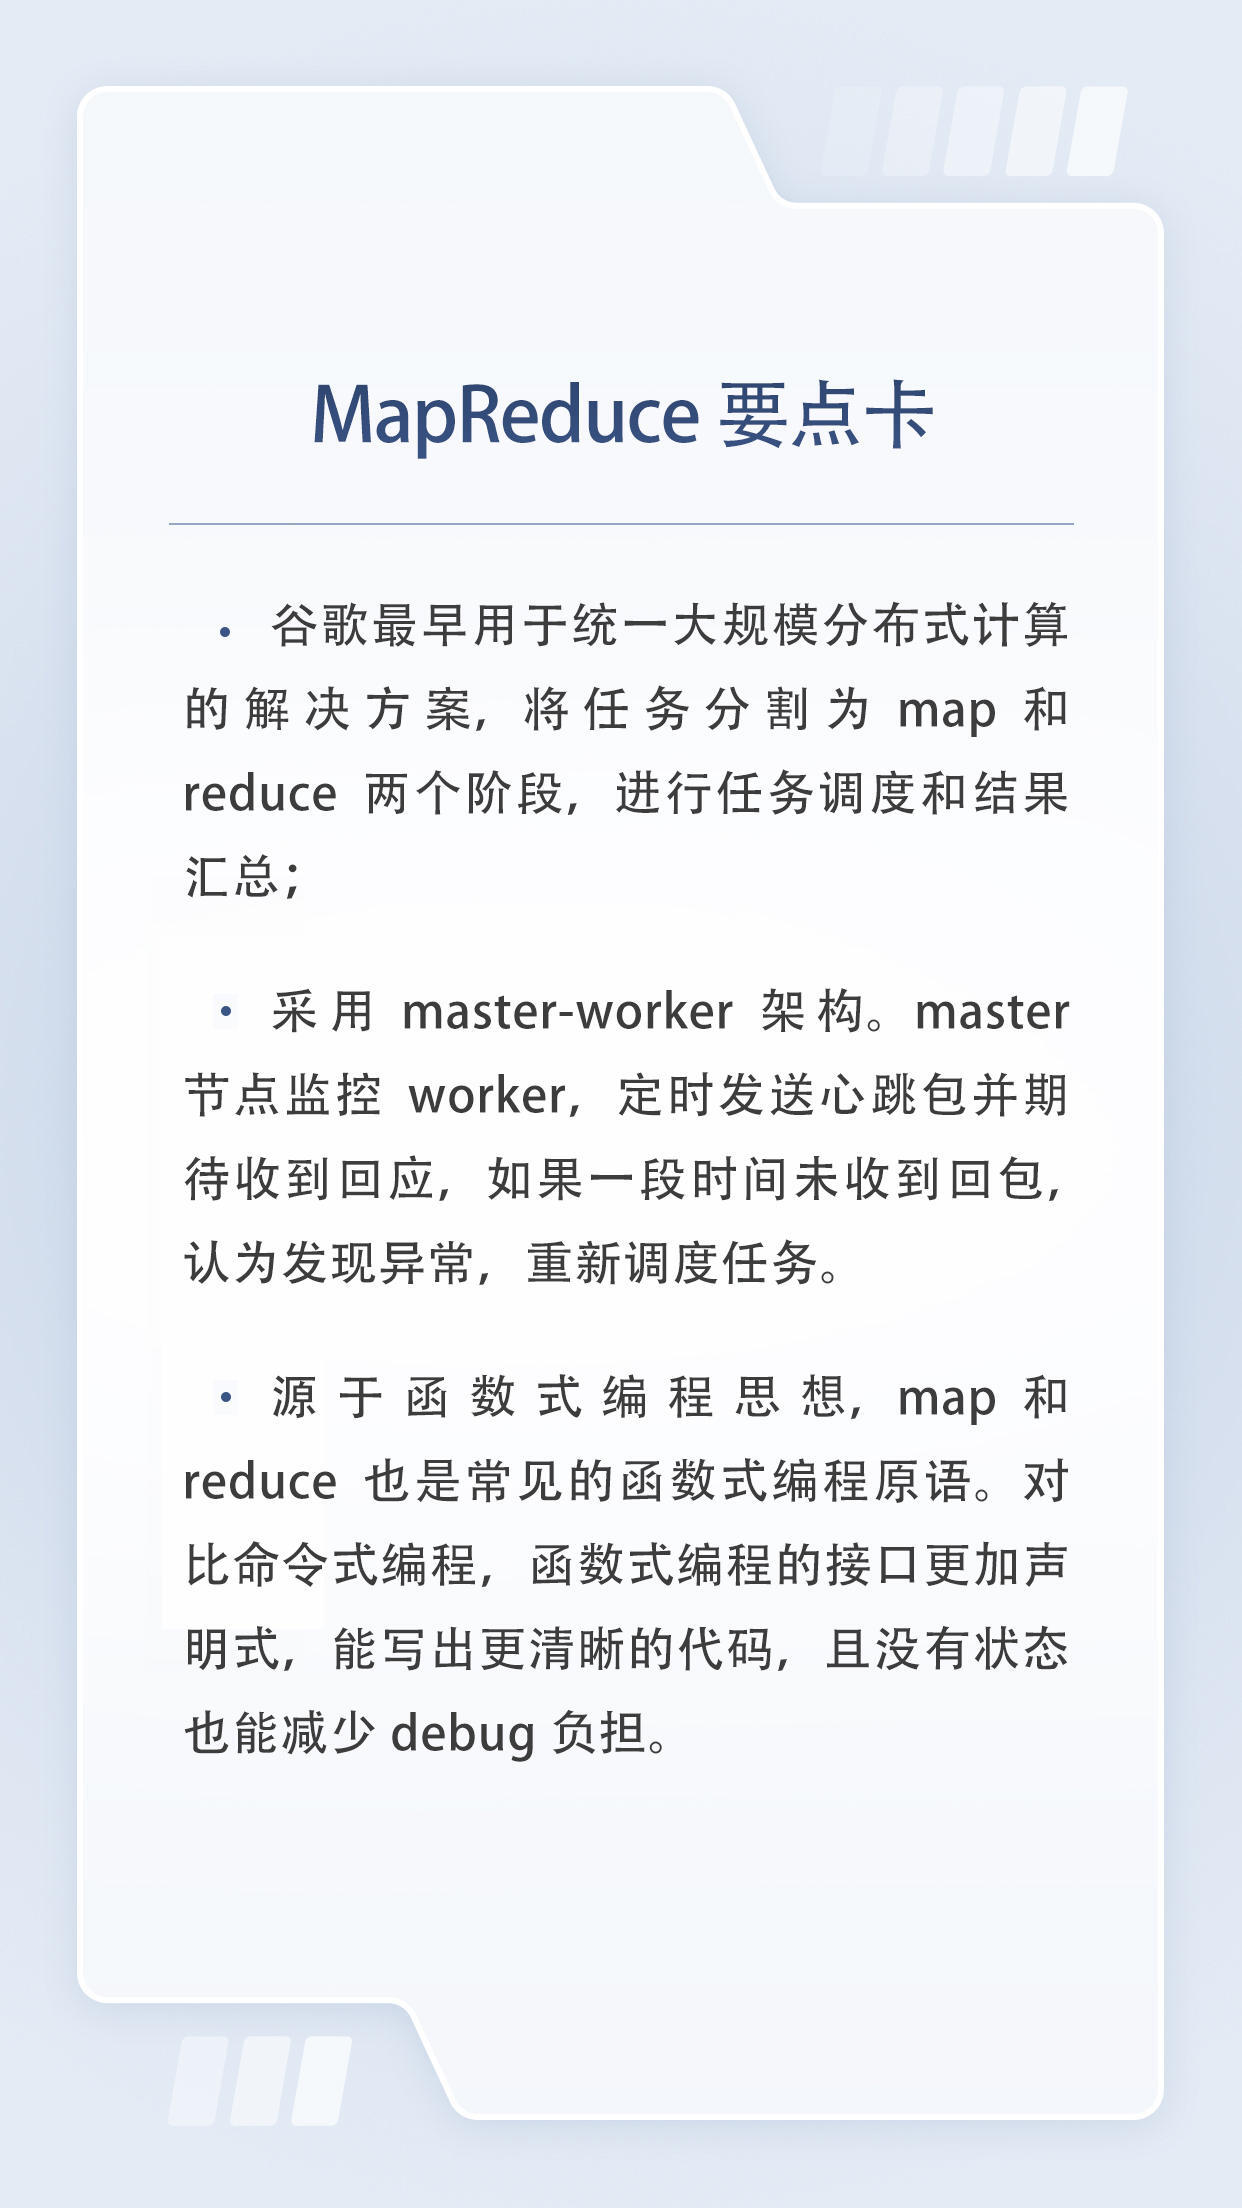 MapReduce 要点卡
• 谷歌最早用于统一大规模分布式计算
的解决方案，将任务分割为 map 和
reduce 两个阶段，进行任务调度和结果
汇总；
• 采用 master-worker 架构。master
节点监控 worker，定时发送心跳包并期
待收到回应，如果一段时间未收到回包，
认为发现异常，重新调度任务。
• 源于函数式编程思想，map 和
reduce 也是常见的函数式编程原语。对
比命令式编程，函数式编程的接口更加声
明式，能写出更清晰的代码，且没有状态
也能减少 debug 负担。